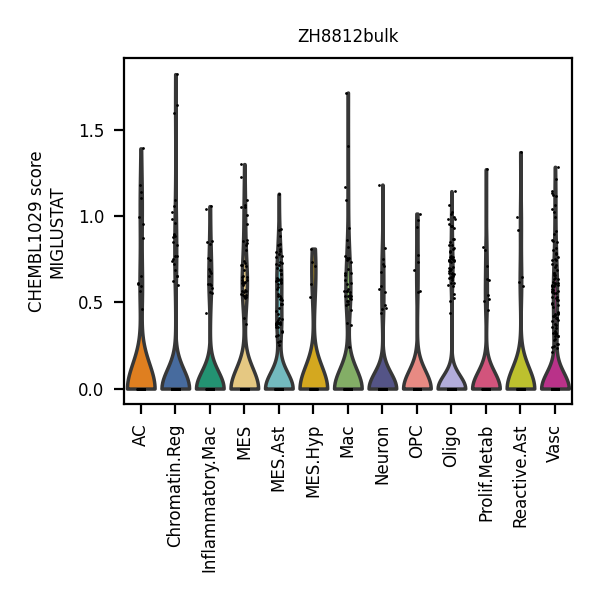 ZH8812bulk
CHEMBL1029 score
MIGLUSTAT
1.5
1.0
0.5
0.0
AC
Chromatin.Reg
Inflammatory.Mac
MES
MES.Ast
MES.Hyp
Mac
Neuron
OPC
Oligo
Prolif.Metab
Reactive.Ast
Vasc